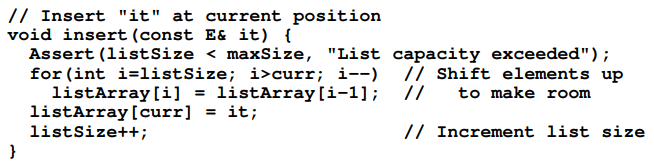 // Insert "it" at current position
void insert(const E& it) {
  Assert(listSize < maxSize, "List capacity exceeded");
  for(int i=listSize; i>curr; i--)  // Shift elements up
    listArray[i] = listArray[i-1];  //   to make room
  listArray[curr] = it;
  listSize++;                       // Increment list size
}